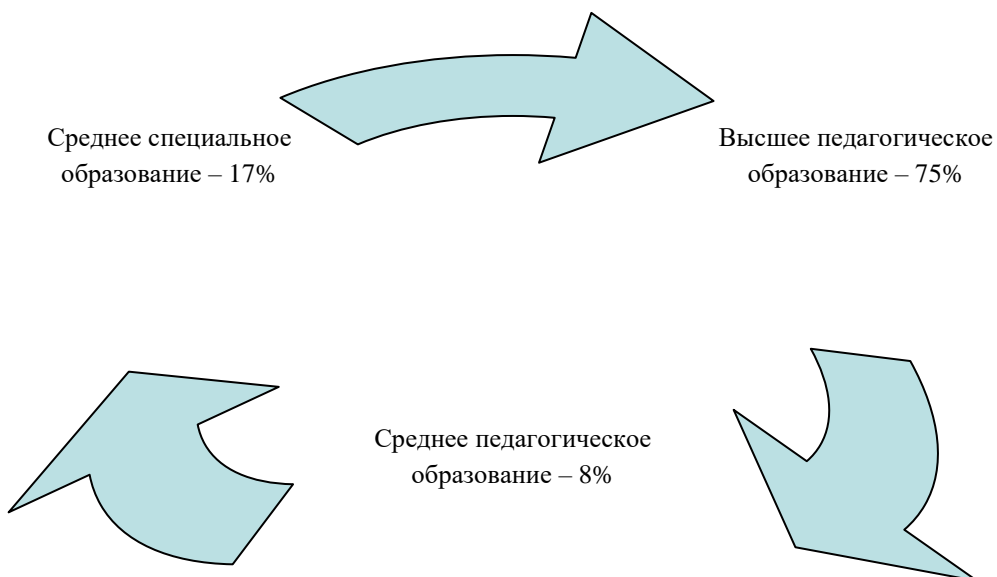 Среднее специальное
образование – 17%
Высшее педагогическое
образование – 75%
Среднее педагогическое
образование – 8%